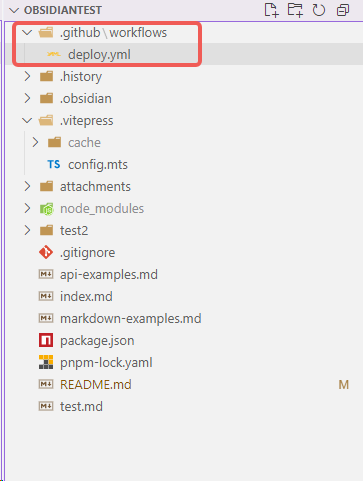 OBSIDIANTEST
.github\workflows
deploy.yml
.history
.obsidian
.vitepress
cache
TS config.mts
attachments
node_modules
test2
.gitignore
api-examples.md
index.md
markdown-examples.md
package.json
pnpm-lock.yaml
README.md M
test.md